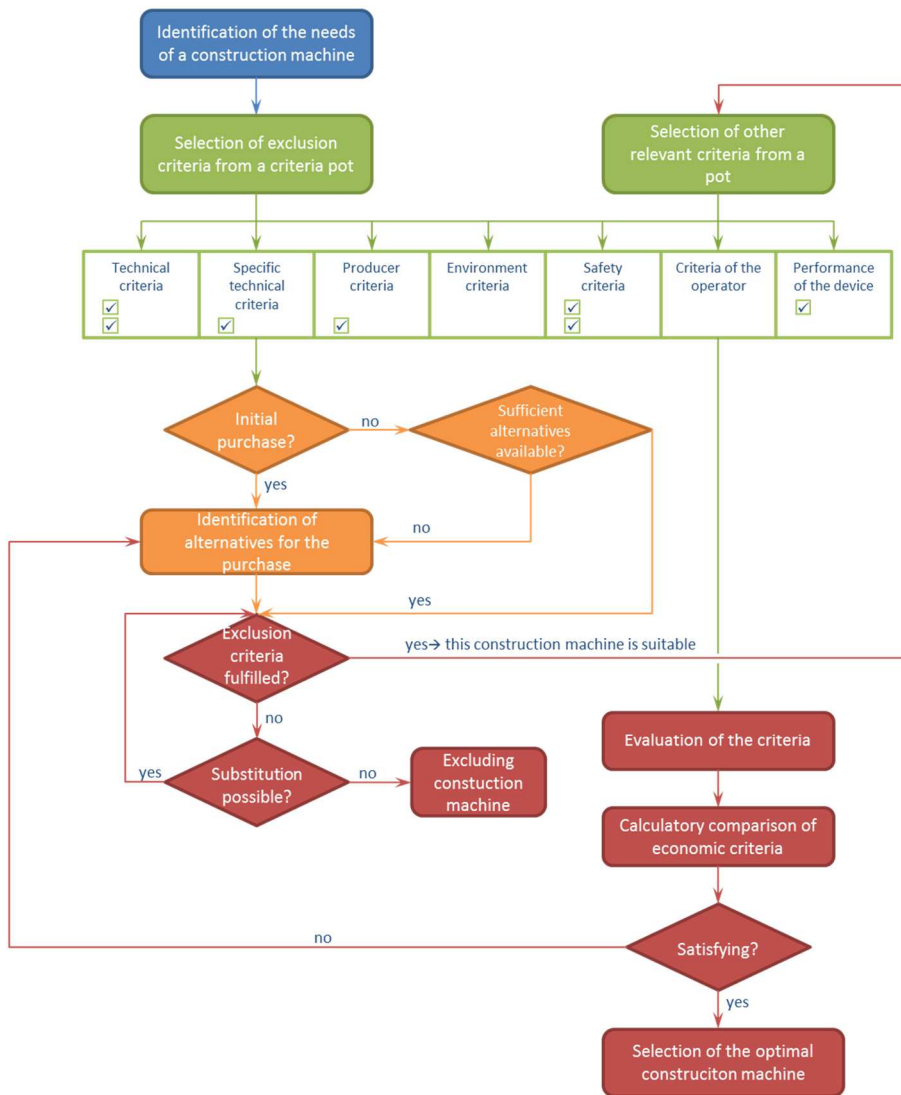 Identification of the needs
of a construction machine
Selection of exclusion
criteria from a criteria pot
Selection of other
relevant criteria from a
pot
Technical
criteria
Specific
technical
criteria
Producer
criteria
Environment
criteria
Safety
criteria
Criteria of the
operator
Performance
of the device
Initial
purchase?
no
Sufficient
alternatives
available?
yes
Identification of
alternatives for the
purchase
no
yes
Exclusion
criteria
fulfilled?
yes→ this construction machine is suitable
no
Substitution
possible?
yes
no
Excluding
constuction
machine
Evaluation of the criteria
Calculatory comparison of
economic criteria
Satisfying?
no
yes
Selection of the optimal
construciton machine